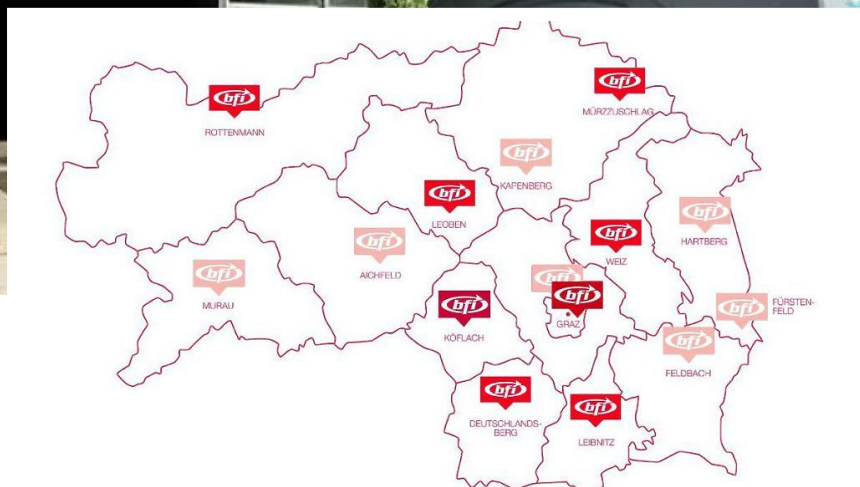 bfi
ROTTENMANN
bfi
MÜRZZUSCHLAG
bfi
KAPENBERG
bfi
LEOBEN
bfi
HARTBERG
bfi
WEIZ
bfi
AICHFELD
bfi
MURAU
bfi
bfi
GRAZ
bfi
KÖFLACH
bfi
FÜRSTEN-
FELD
bfi
FELDBACH
bfi
DEUTSCHLANDS-
BERG
bfi
LEIBNITZ